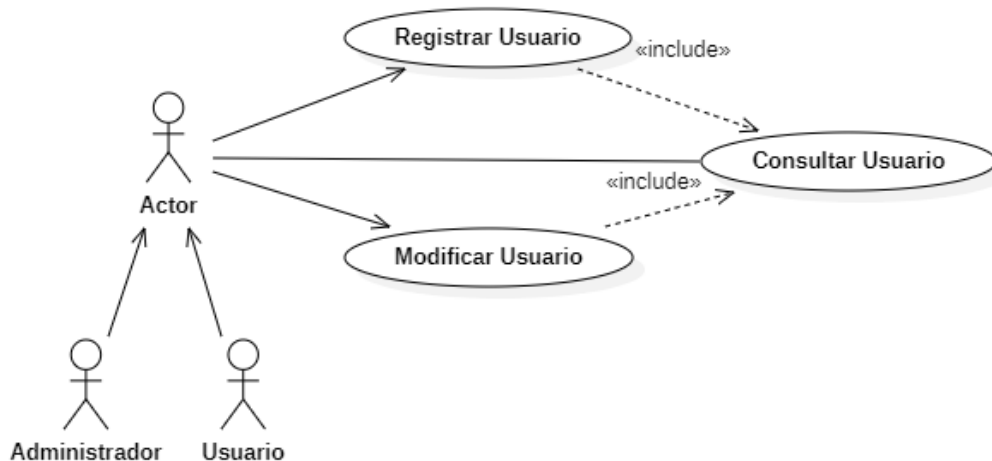 Registrar Usuario
«include»
Consultar Usuario
«include»
Actor
Modificar Usuario
Administrador
Usuario